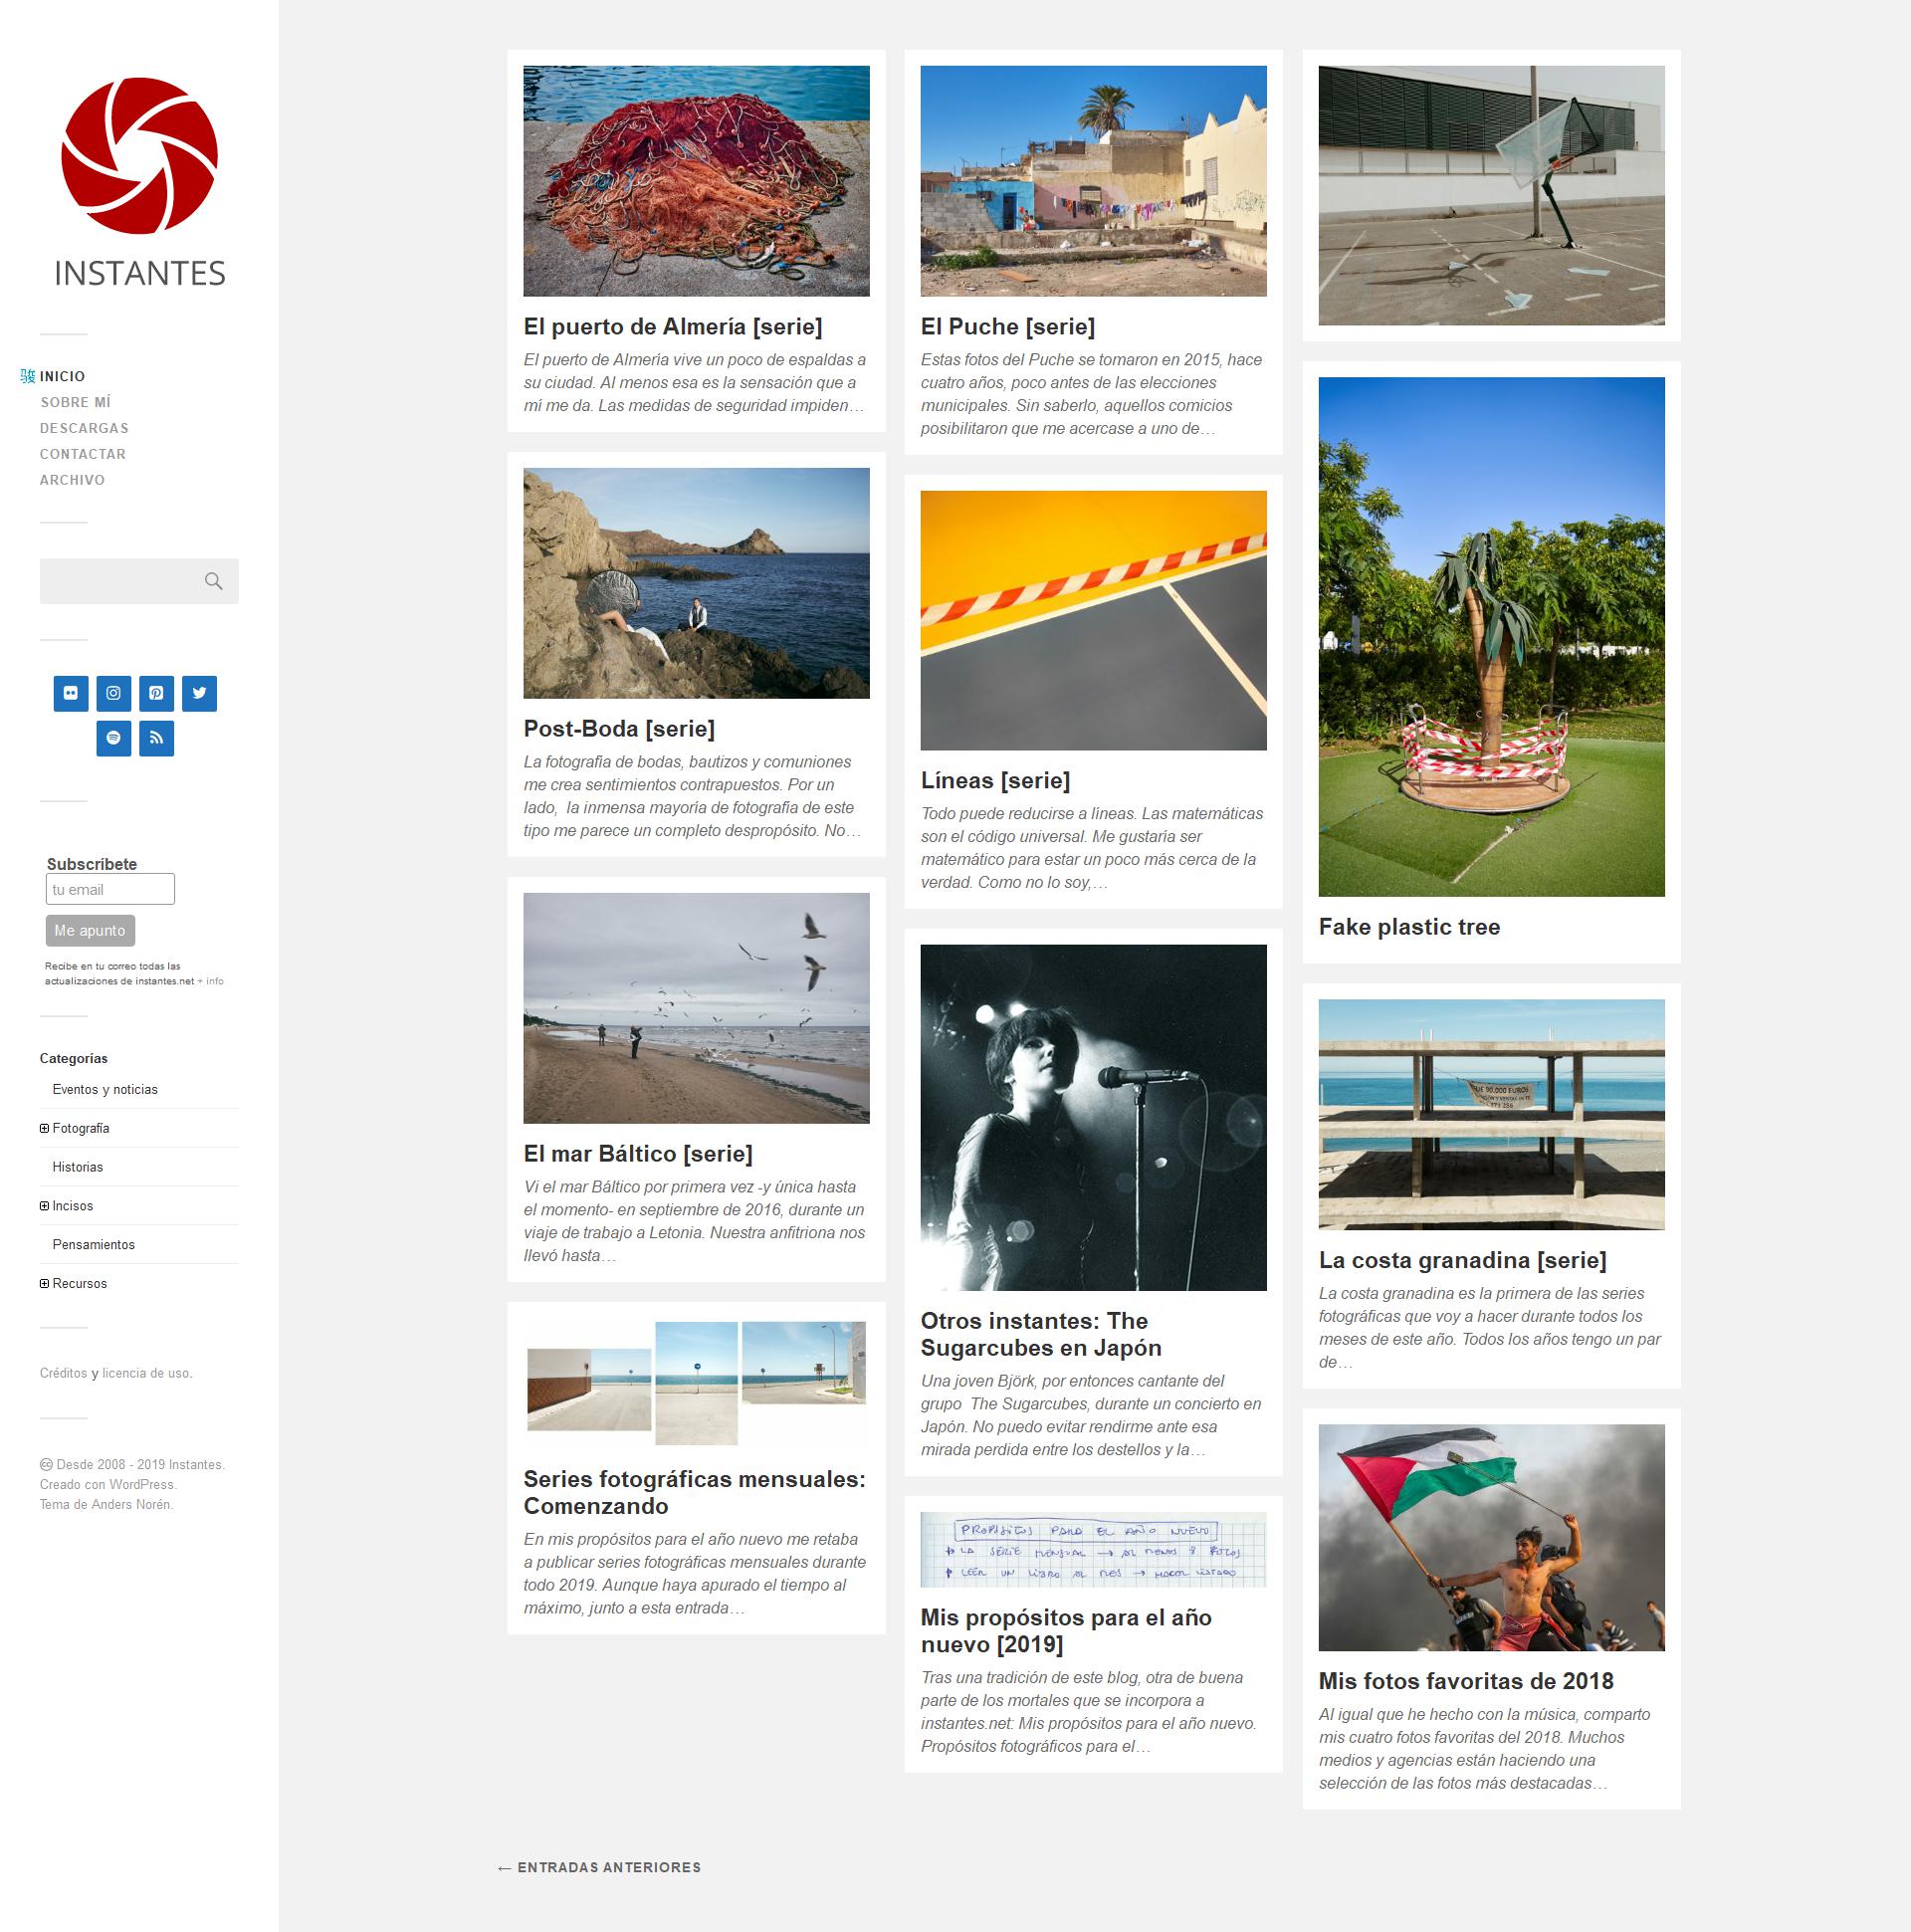 INSTANTES
骏 INICIO
SOBRE MÍ
DESCARGAS
CONTACTAR
ARCHIVO
Subscríbete
tu email
Me apunto
Recibe en tu correo todas las
actualizaciones de instantes.net + info
Categorías
Eventos y noticias
Fotografía
Historias
Incisos
Pensamientos
Recursos
Créditos y licencia de uso.
Desde 2008 - 2019 Instantes.
Creado con WordPress.
Tema de Anders Norén.
El puerto de Almería [serie]
El puerto de Almería vive un poco de espaldas a
su ciudad. Al menos esa es la sensación que a
mí me da. Las medidas de seguridad impiden…
Post-Boda [serie]
La fotografía de bodas, bautizos y comuniones
me crea sentimientos contrapuestos. Por un
lado,  la inmensa mayoría de fotografía de este
tipo me parece un completo despropósito. No…
El mar Báltico [serie]
Vi el mar Báltico por primera vez -y única hasta
el momento- en septiembre de 2016, durante un
viaje de trabajo a Letonia. Nuestra anfitriona nos
llevó hasta…
Series fotográficas mensuales:
Comenzando
En mis propósitos para el año nuevo me retaba
a publicar series fotográficas mensuales durante
todo 2019. Aunque haya apurado el tiempo al
máximo, junto a esta entrada…
El Puche [serie]
Estas fotos del Puche se tomaron en 2015, hace
cuatro años, poco antes de las elecciones
municipales. Sin saberlo, aquellos comicios
posibilitaron que me acercase a uno de…
Líneas [serie]
Todo puede reducirse a líneas. Las matemáticas
son el código universal. Me gustaría ser
matemático para estar un poco más cerca de la
verdad. Como no lo soy,…
Otros instantes: The
Sugarcubes en Japón
Una joven Björk, por entonces cantante del
grupo  The Sugarcubes, durante un concierto en
Japón. No puedo evitar rendirme ante esa
mirada perdida entre los destellos y la…
PROPÓSITOS PARA EL AÑO NUEVO
LA SERIE MENSUAL → AL MENOS 8 FOTOS
LEER UN LIBRO AL MES → HACER LISTADO
Mis propósitos para el año
nuevo [2019]
Tras una tradición de este blog, otra de buena
parte de los mortales que se incorpora a
instantes.net: Mis propósitos para el año nuevo.
Propósitos fotográficos para el…
Fake plastic tree
DE 90.000 EUROS
La costa granadina [serie]
La costa granadina es la primera de las series
fotográficas que voy a hacer durante todos los
meses de este año. Todos los años tengo un par
de…
Mis fotos favoritas de 2018
Al igual que he hecho con la música, comparto
mis cuatro fotos favoritas del 2018. Muchos
medios y agencias están haciendo una
selección de las fotos más destacadas…
← ENTRADAS ANTERIORES